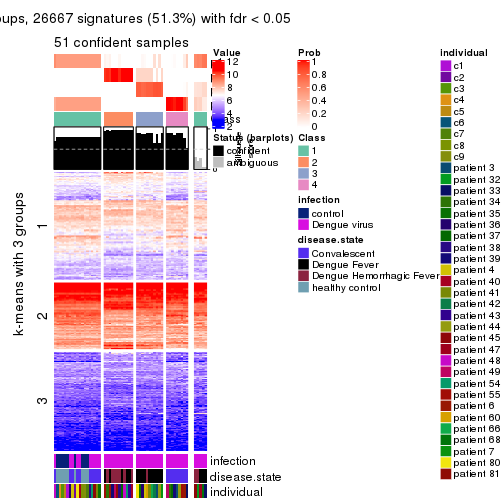 oups, 26667 signatures (51.3%) with fdr < 0.05
51 confident samples
k-means with 3 groups
1
2
3
infection
disease.state
individual
Value
12
10
8
6
4
2
Status (barplots)
confident
ambiguous
Prob
1
0.8
0.6
0.4
0.2
0
Class
1
2
3
4
infection
control
Dengue virus
disease.state
Convalescent
Dengue Fever
Dengue Hemorrhagic Fever
healthy control
individual
c1
c2
c3
c4
c5
c6
c7
c8
c9
patient 3
patient 32
patient 33
patient 34
patient 35
patient 36
patient 37
patient 38
patient 39
patient 4
patient 40
patient 41
patient 42
patient 43
patient 44
patient 45
patient 47
patient 48
patient 49
patient 54
patient 55
patient 6
patient 60
patient 66
patient 68
patient 7
patient 80
patient 81